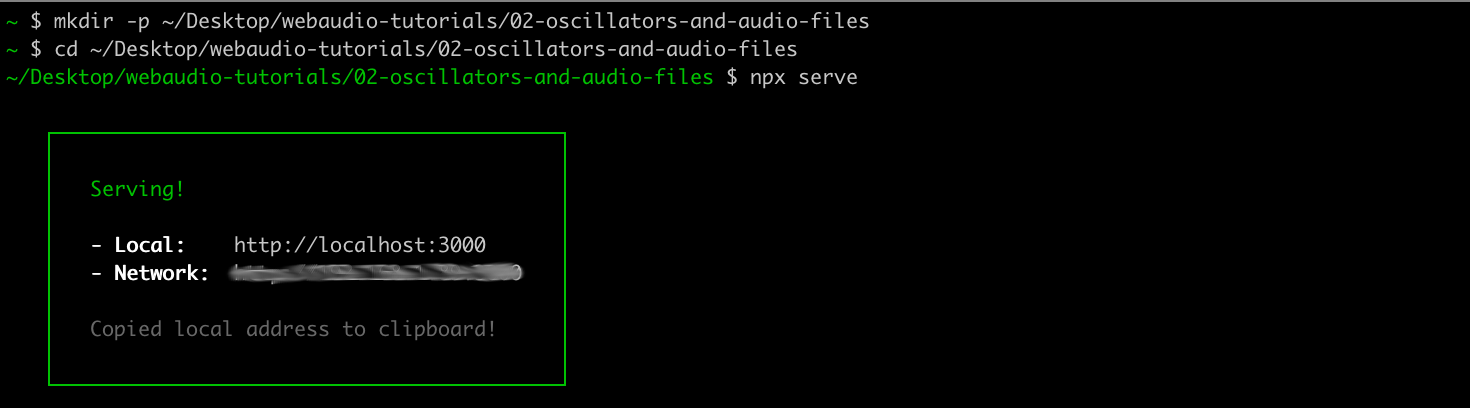 ~ $ mkdir -p ~/Desktop/webaudio-tutorials/02-oscillators-and-audio-files
~ $ cd ~/Desktop/webaudio-tutorials/02-oscillators-and-audio-files
~/Desktop/webaudio-tutorials/02-oscillators-and-audio-files $ npx serve
Serving!
- Local: http://localhost:3000
- Network:
Copied local address to clipboard!